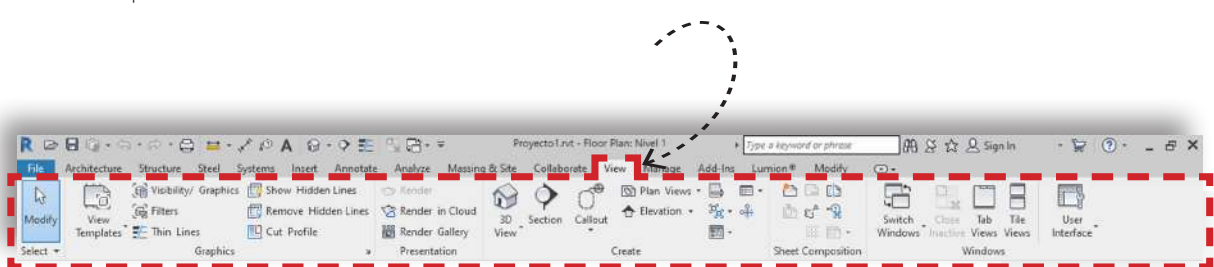 R A Proyecto1.rvt - Floor Plan: Nivel 1 Type a keyword or phrase Sign In
File Architecture Structure Steel Systems Insert Annotate Analyze Massing & Site Collaborate View Manage Add-Ins Lumion® Modify
Modify
View Templates
Visibility/ Graphics
Filters
Thin Lines
Show Hidden Lines
Remove Hidden Lines
Cut Profile
Render
Render in Cloud
Render Gallery
3D View
Section
Callout
Plan Views
Elevation
Switch Windows
Close Inactive
Tab Views
Tile Views
User Interface
Select Graphics Presentation Create Sheet Composition Windows